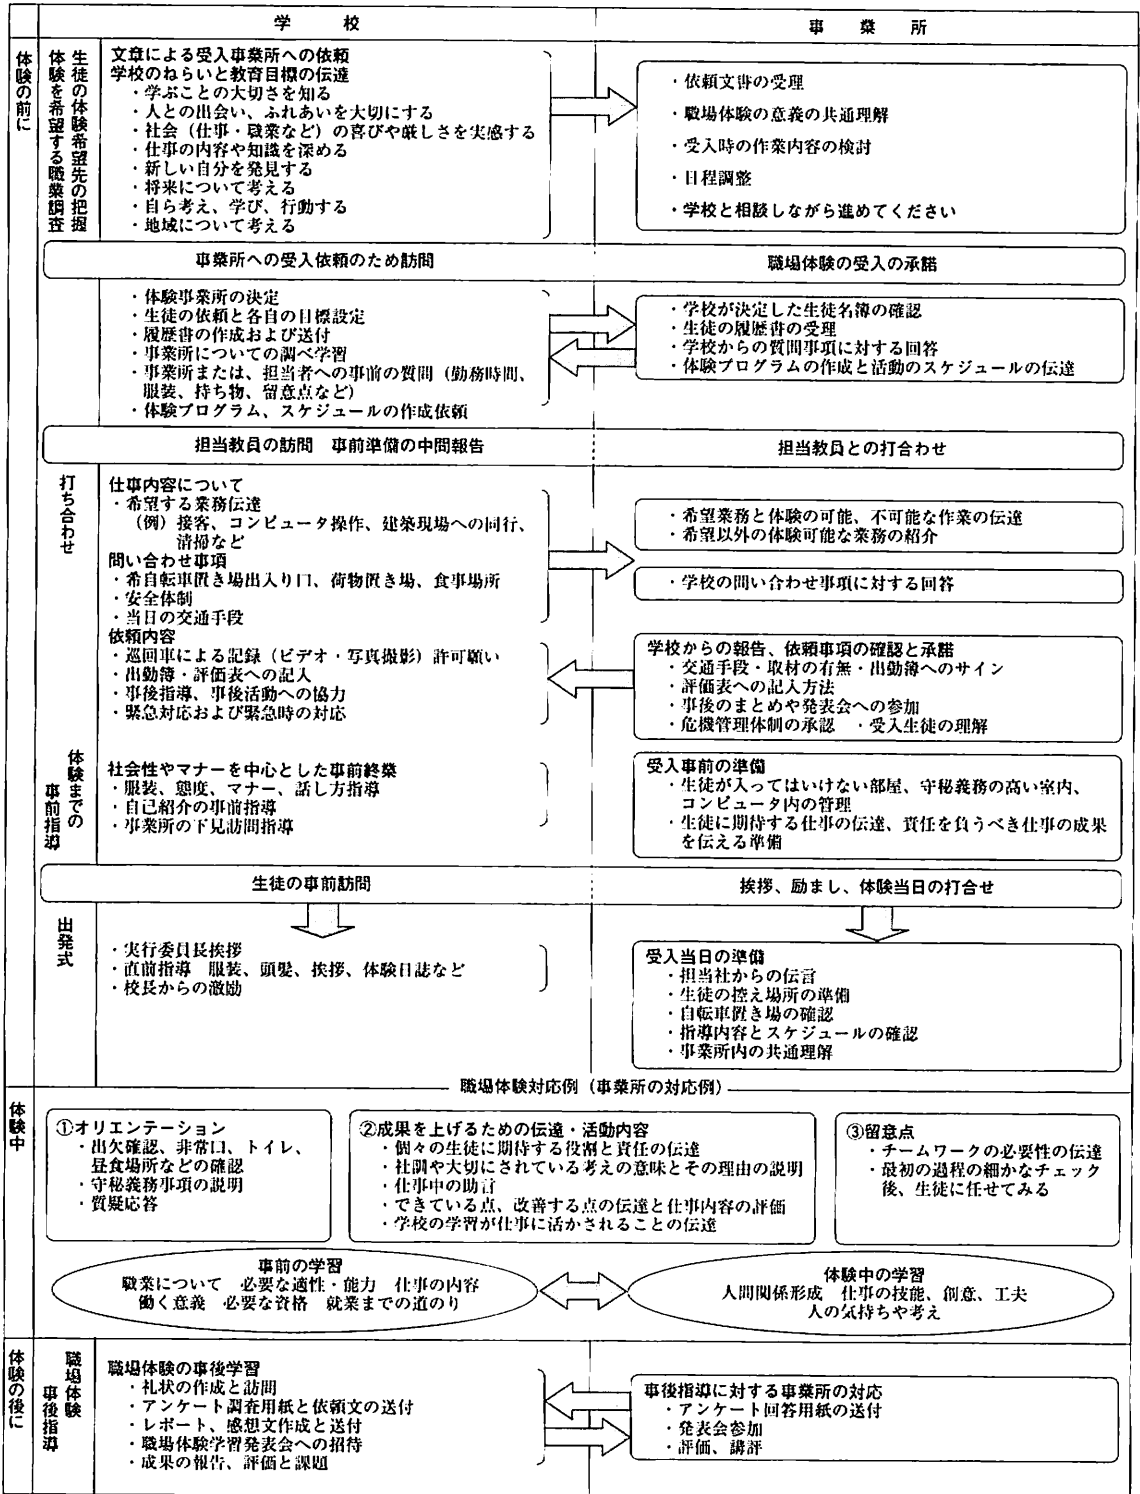 学校
事業所
体験の前に
生徒の体験希望先の把握
体験を希望する職業調査
文章による受入事業所への依頼
学校のねらいと教育目標の伝達
・学ぶことの大切さを知る
・人との出会い、ふれあいを大切にする
・社会（仕事・職業など）の喜びや厳しさを実感する
・仕事の内容や知識を深める
・新しい自分を発見する
・将来について考える
・自ら考え、学び、行動する
・地域について考える
・依頼文書の受理
・職場体験の意義の共通理解
・受入時の作業内容の検討
・日程調整
・学校と相談しながら進めてください
事業所への受入依頼のため訪問
職場体験の受入の承諾
・体験事業所の決定
・生徒の依頼と各自の目標設定
・履歴書の作成および送付
・事業所についての調べ学習
・事業所または、担当者への事前の質問（勤務時間、
服装、持ち物、留意点など）
・体験プログラム、スケジュールの作成依頼
・学校が決定した生徒名簿の確認
・生徒の履歴書の受理
・学校からの質問事項に対する回答
・体験プログラムの作成と活動のスケジュールの伝達
担当教員の訪問　事前準備の中間報告
担当教員との打合わせ
打ち合わせ
仕事内容について
・希望する業務伝達
（例）接客、コンピュータ操作、建築現場への同行、
清掃など
問い合わせ事項
・希自転車置き場出入り口、荷物置き場、食事場所
・安全体制
・当日の交通手段
依頼内容
・巡回車による記録（ビデオ・写真撮影）許可願い
・出勤簿・評価表への記入
・事後指導、事後活動への協力
・緊急対応および緊急時の対応
・希望業務と体験の可能、不可能な作業の伝達
・希望以外の体験可能な業務の紹介
・学校の問い合わせ事項に対する回答
学校からの報告、依頼事項の確認と承諾
・交通手段・取材の有無・出勤簿へのサイン
・評価表への記入方法
・事後のまとめや発表会への参加
・危機管理体制の承認　・受入生徒の理解
体験までの
事前指導
社会性やマナーを中心とした事前終業
・服装、態度、マナー、話し方指導
・自己紹介の事前指導
・事業所の下見訪問指導
受入事前の準備
・生徒が入ってはいけない部屋、守秘義務の高い室内、
コンピュータ内の管理
・生徒に期待する仕事の伝達、責任を負うべき仕事の成果
を伝える準備
生徒の事前訪問
挨拶、励まし、体験当日の打合せ
出発式
・実行委員長挨拶
・直前指導　服装、頭髪、挨拶、体験日誌など
・校長からの激励
受入当日の準備
・担当社からの伝言
・生徒の控え場所の準備
・自転車置き場の確認
・指導内容とスケジュールの確認
・事業所内の共通理解
職場体験対応例（事業所の対応例）
体験中
①オリエンテーション
・出欠確認、非常口、トイレ、
昼食場所などの確認
・守秘義務事項の説明
・質疑応答
②成果を上げるための伝達・活動内容
・個々の生徒に期待する役割と責任の伝達
・社訓や大切にされている考えの意味とその理由の説明
・仕事中の助言
・できている点、改善する点の伝達と仕事内容の評価
・学校の学習が仕事に活かされることの伝達
③留意点
・チームワークの必要性の伝達
・最初の過程の細かなチェック
後、生徒に任せてみる
事前の学習
職業について　必要な適性・能力　仕事の内容
働く意義　必要な資格　就業までの道のり
体験中の学習
人間関係形成　仕事の技能、創意、工夫
人の気持ちや考え
体験の後に
職場体験
事後指導
職場体験の事後学習
・礼状の作成と訪問
・アンケート調査用紙と依頼文の送付
・レポート、感想文作成と送付
・職場体験学習発表会への招待
・成果の報告、評価と課題
事後指導に対する事業所の対応
・アンケート回答用紙の送付
・発表会参加
・評価、講評